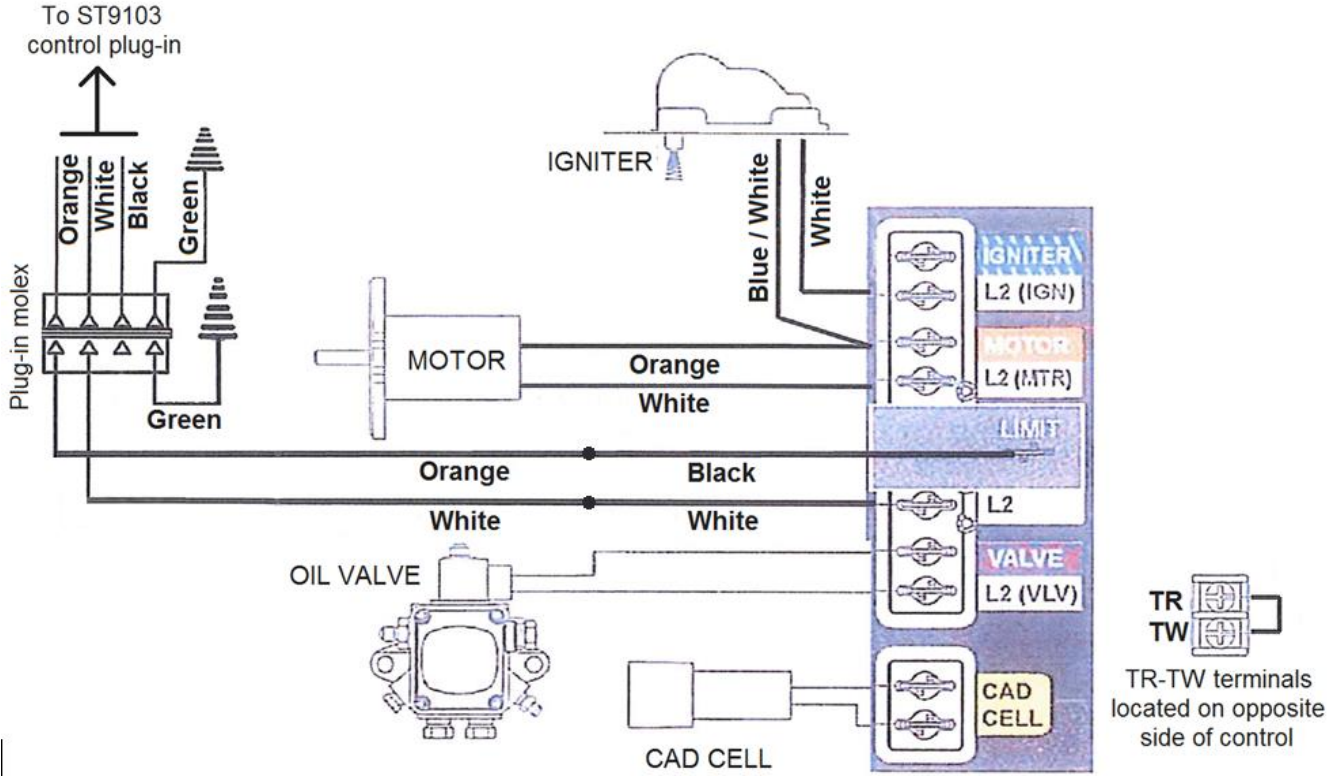 To ST9103
control plug-in
Orange
White
Black
Green
Plug-in molex
Green
IGNITER
Blue / White
White
MOTOR
Orange
White
Orange
Black
White
White
OIL VALVE
CAD CELL
IGNITER
L2 (IGN)
MOTOR
L2 (MTR)
LIMIT
L2
VALVE
L2 (VLV)
CAD
CELL
TR
TW
TR-TW terminals
located on opposite
side of control